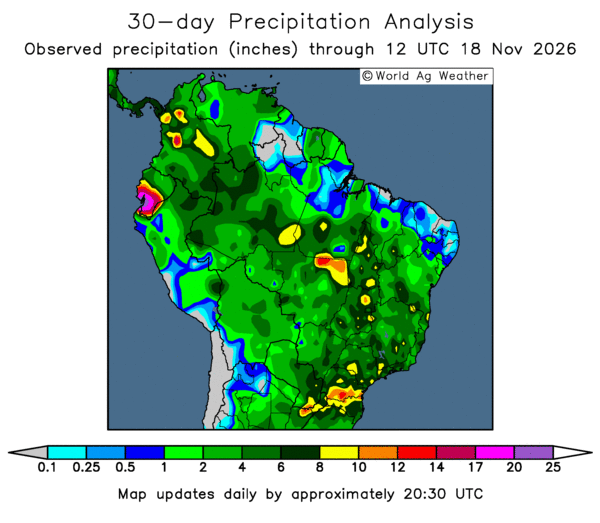 30-day Precipitation Analysis
Observed precipitation (inches) through 12 UTC 18 Nov 2026
©World Ag Weather
0.1 0.25 0.5 1 2 4 6 8 10 12 14 17 20 25
Map updates daily by approximately 20:30 UTC